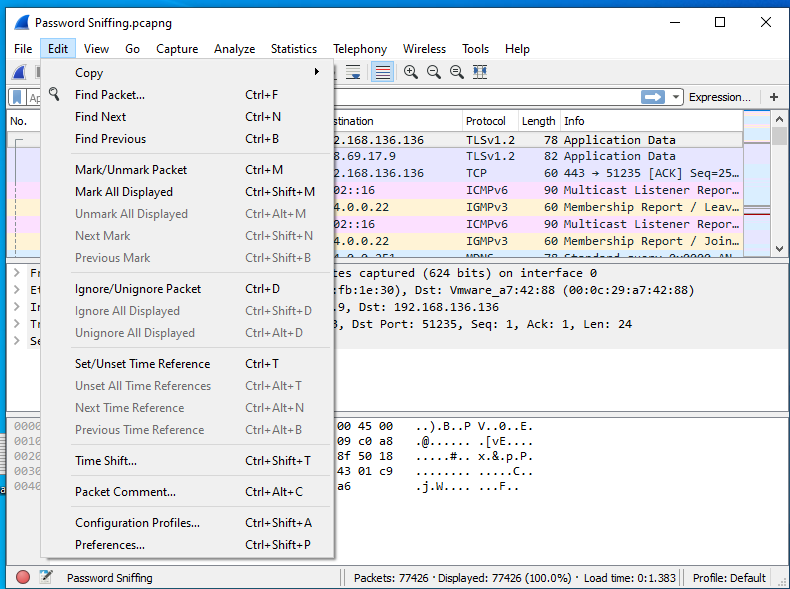 Password Sniffing.pcapng
File Edit View Go Capture Analyze Statistics Telephony Wireless Tools Help
Expression... +
Copy
Find Packet... Ctrl+F
Find Next Ctrl+N
Find Previous Ctrl+B
Mark/Unmark Packet Ctrl+M
Mark All Displayed Ctrl+Shift+M
Unmark All Displayed Ctrl+Alt+M
Next Mark Ctrl+Shift+N
Previous Mark Ctrl+Shift+B
Ignore/Unignore Packet Ctrl+D
Ignore All Displayed Ctrl+Shift+D
Unignore All Displayed Ctrl+Alt+D
Set/Unset Time Reference Ctrl+T
Unset All Time References Ctrl+Alt+T
Next Time Reference Ctrl+Alt+N
Previous Time Reference Ctrl+Alt+B
Time Shift... Ctrl+Shift+T
Packet Comment... Ctrl+Alt+C
Configuration Profiles... Ctrl+Shift+A
Preferences... Ctrl+Shift+P
No. stination Protocol Length Info
2.168.136.136 TLSv1.2 78 Application Data
8.69.17.9 TLSv1.2 82 Application Data
2.168.136.136 TCP 60 443 → 51235 [ACK] Seq=25…
02::16 ICMPv6 90 Multicast Listener Repor…
4.0.0.22 IGMPv3 60 Membership Report / Leav…
02::16 ICMPv6 90 Multicast Listener Repor…
4.0.0.22 IGMPv3 60 Membership Report / Join…
tes captured (624 bits) on interface 0
:fb:1e:30), Dst: Vmware_a7:42:88 (00:0c:29:a7:42:88)
.9, Dst: 192.168.136.136
3, Dst Port: 51235, Seq: 1, Ack: 1, Len: 24
0000 00 45 00 ..).B..P V..0..E.
0010 09 c0 a8 .@...... .[vE....
0020 8f 50 18 .....#.. x.&.p.P.
0030 43 01 c9 ........ .....C..
0040 a6 .j.W.... ...F..
Password Sniffing Packets: 77426 · Displayed: 77426 (100.0%) · Load time: 0:1.383 Profile: Default